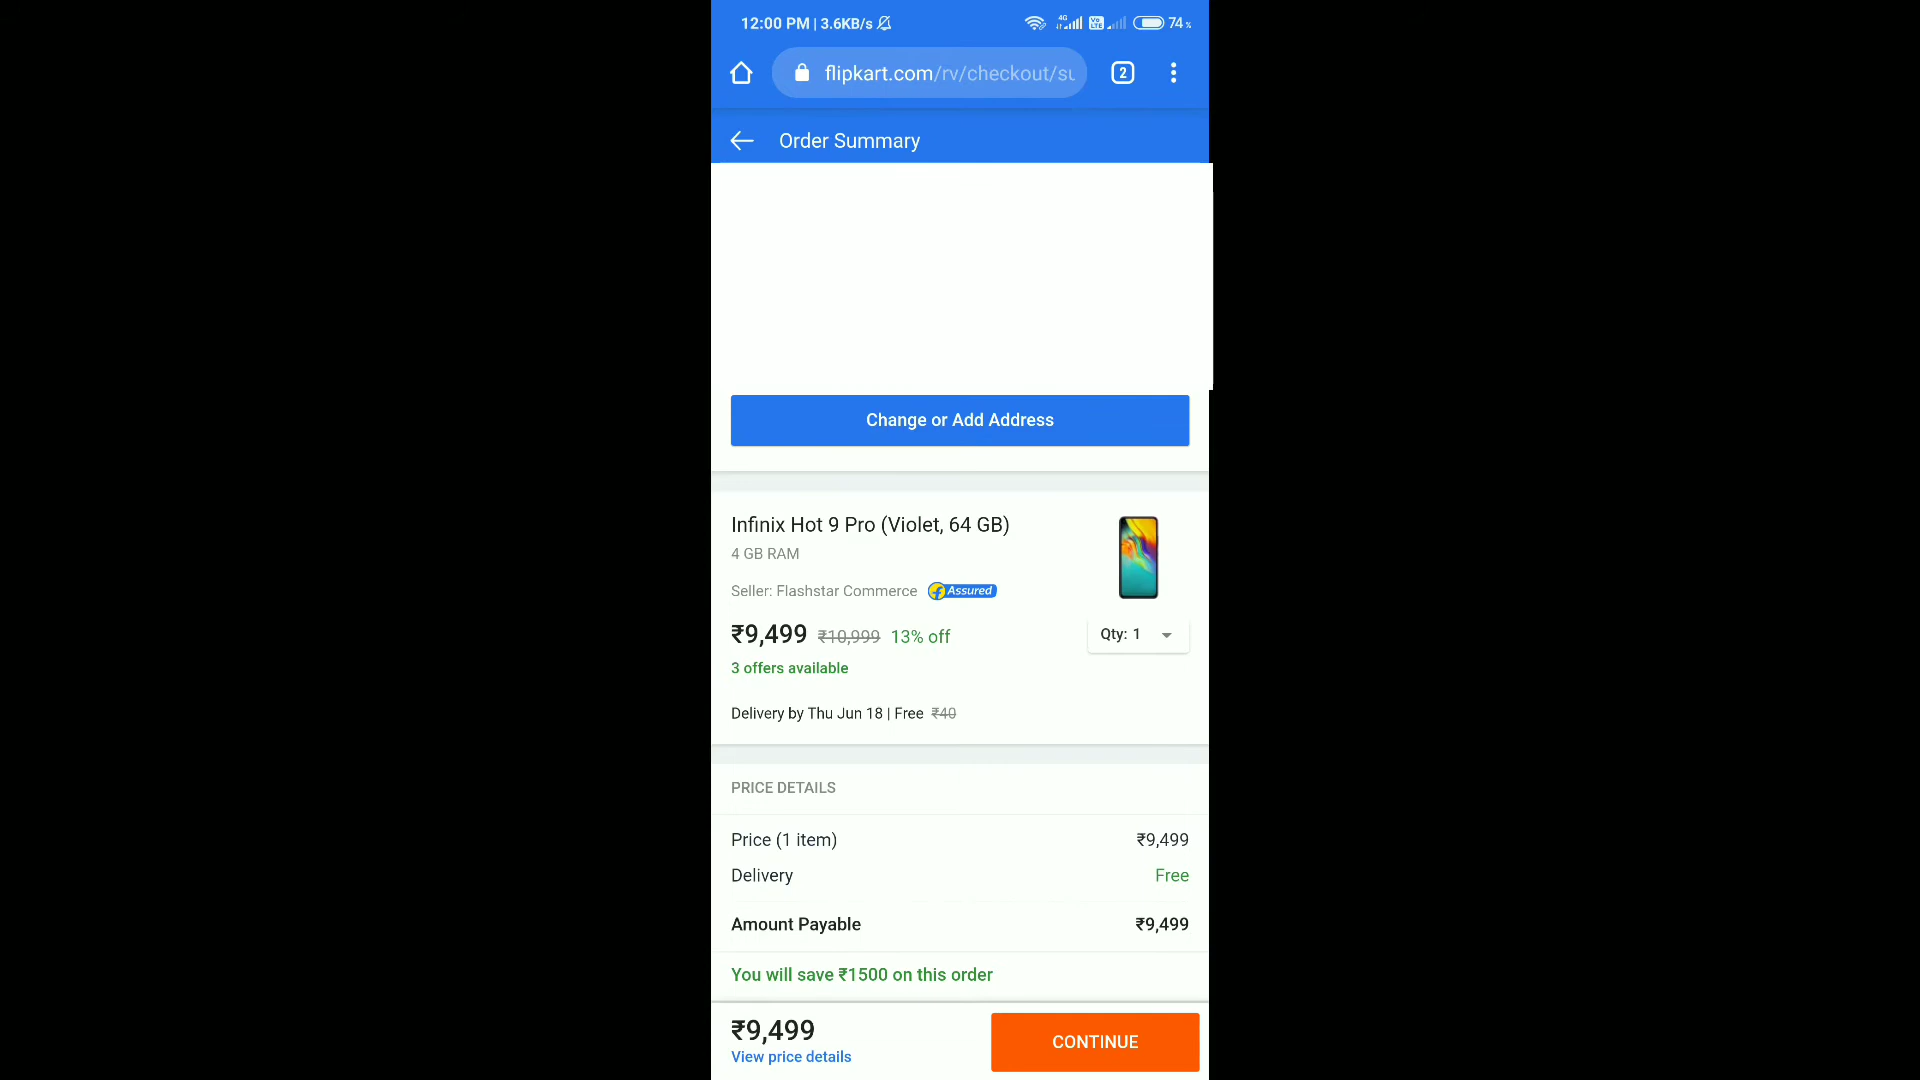 12:00 PM | 3.6KB/s 4G Vo LTE 74%
flipkart.com/rv/checkout/su 2
Order Summary
Change or Add Address
Infinix Hot 9 Pro (Violet, 64 GB)
4 GB RAM
Seller: Flashstar Commerce f Assured
₹9,499 ₹10,999 13% off Qty: 1
3 offers available
Delivery by Thu Jun 18 | Free ₹40
PRICE DETAILS
Price (1 item) ₹9,499
Delivery Free
Amount Payable ₹9,499
You will save ₹1500 on this order
₹9,499
View price details
CONTINUE